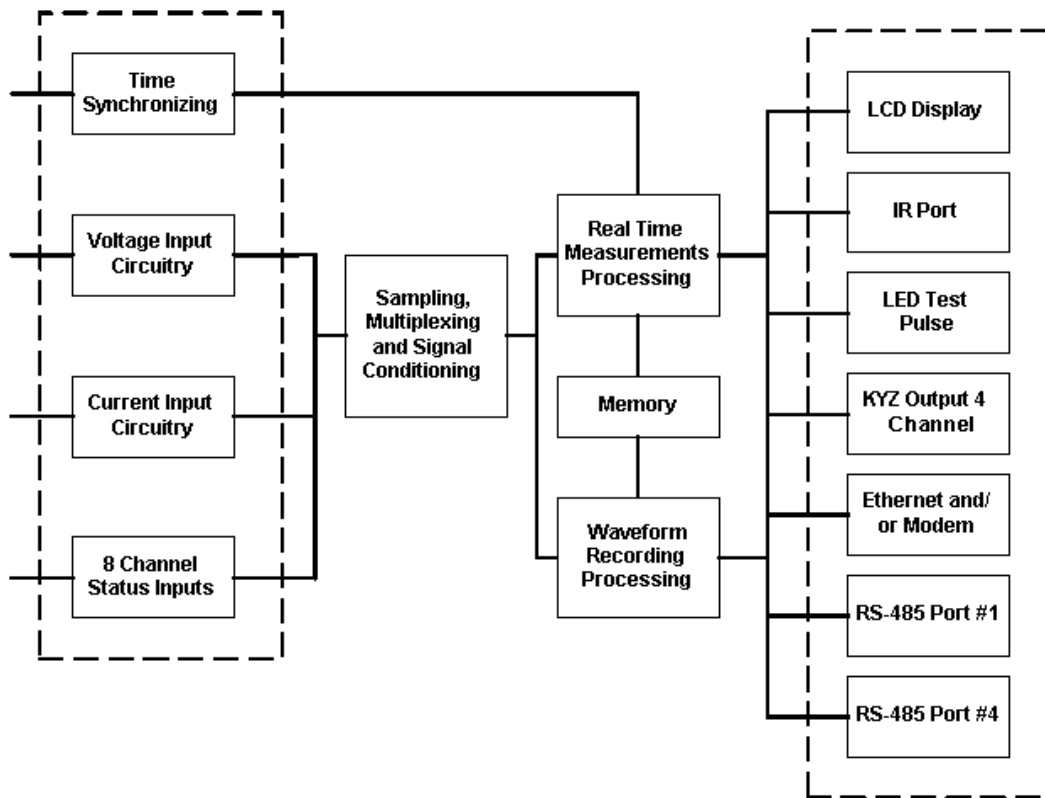 Time
Synchronizing
Voltage Input
Circuitry
Current Input
Circuitry
8 Channel
Status Inputs
Sampling,
Multiplexing
and Signal
Conditioning
Real Time
Measurements
Processing
Memory
Waveform
Recording
Processing
LCD Display
IR Port
LED Test
Pulse
KYZ Output 4
Channel
Ethernet and/
or Modem
RS-485 Port #1
RS-485 Port #4